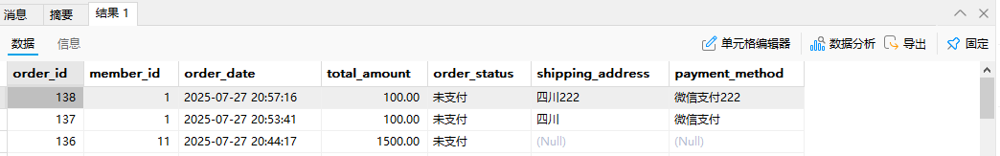 消息 摘要 结果 1
数据 信息 单元格编辑器 数据分析 导出 固定
order_id member_id order_date total_amount order_status shipping_address payment_method
138 1 2025-07-27 20:57:16 100.00 未支付 四川222 微信支付222
137 1 2025-07-27 20:53:41 100.00 未支付 四川 微信支付
136 11 2025-07-27 20:44:17 1500.00 未支付 (Null) (Null)